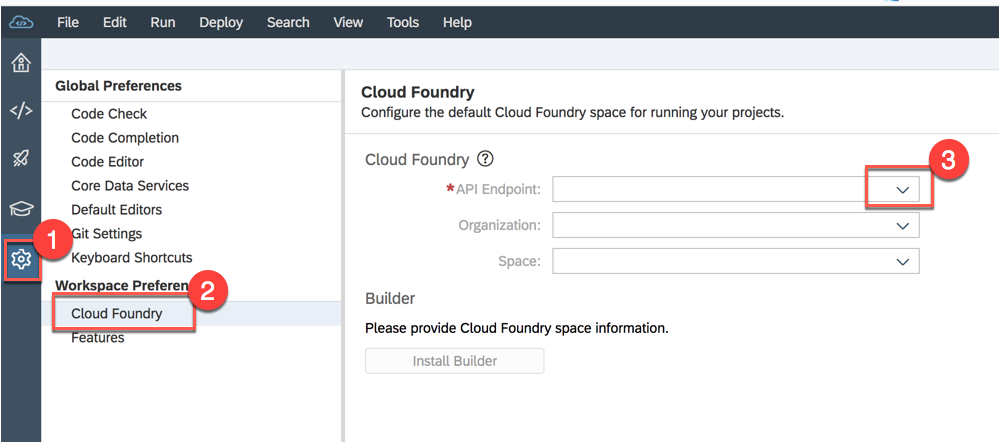 File Edit Run Deploy Search View Tools Help
Global Preferences
Code Check
Code Completion
Code Editor
Core Data Services
Default Editors
Git Settings
Keyboard Shortcuts
Workspace Preferen
Cloud Foundry
Features
1
2
Cloud Foundry
Configure the default Cloud Foundry space for running your projects.
Cloud Foundry ?
3
*API Endpoint:
Organization:
Space:
Builder
Please provide Cloud Foundry space information.
Install Builder